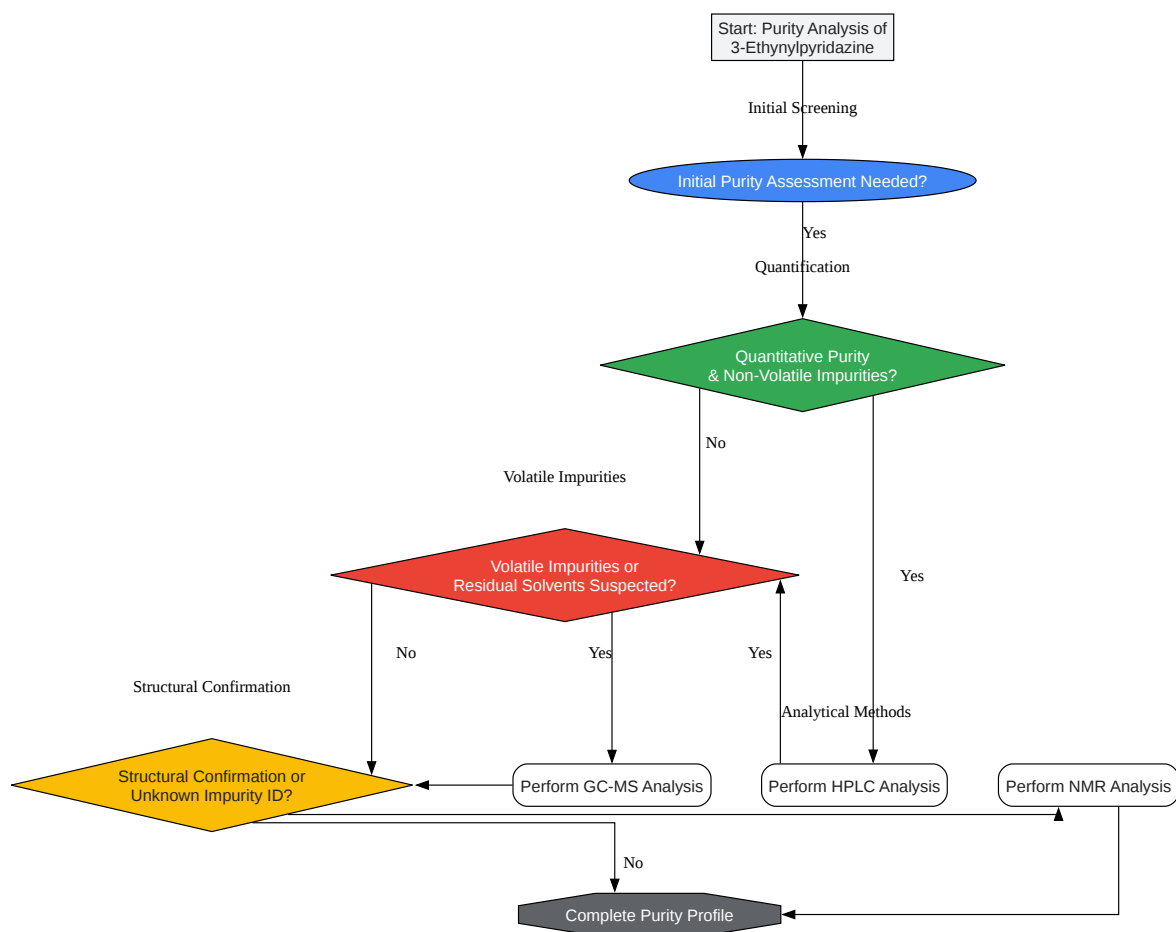 Start: Purity Analysis of
3-Ethynylpyridazine
Initial Screening
Initial Purity Assessment Needed?
Yes
Quantification
Quantitative Purity
& Non-Volatile Impurities?
No
Volatile Impurities
Volatile Impurities or
Residual Solvents Suspected?
Yes
No
Yes
Yes
Structural Confirmation
Analytical Methods
Structural Confirmation or
Unknown Impurity ID?
Perform GC-MS Analysis
Perform HPLC Analysis
Perform NMR Analysis
No
Complete Purity Profile